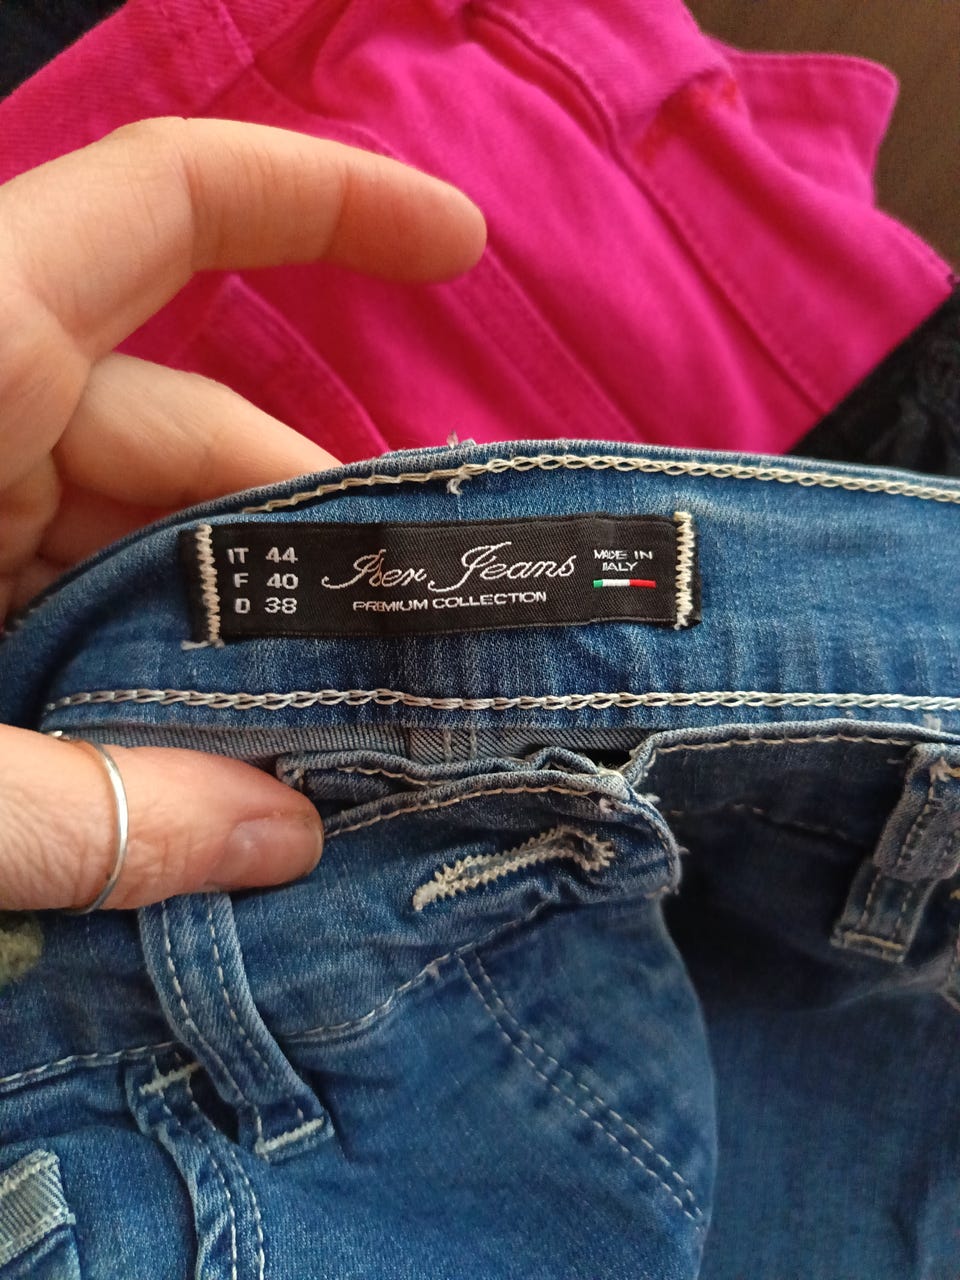 IT 44
F 40
D 38
Iser Jeans
PREMIUM COLLECTION
MADE IN
ITALY